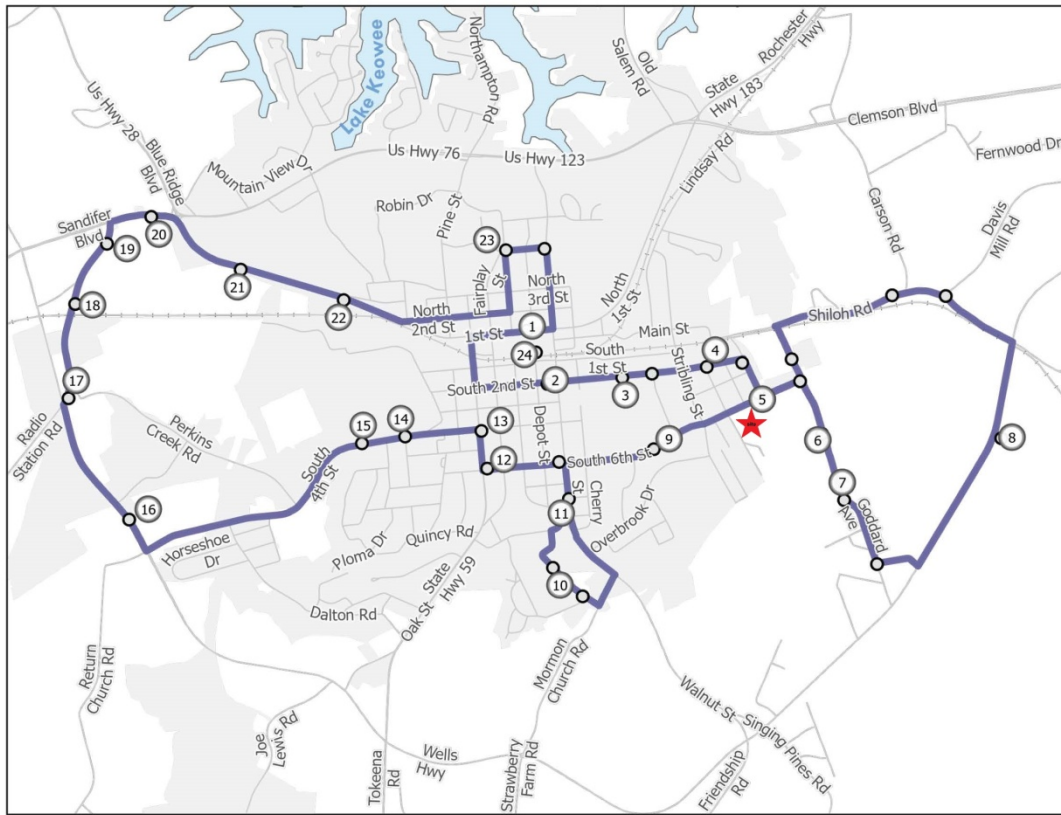 Lake Keowee
Northampton Rd
Old
Salem Rd
Rochester
Hwy
State
Hwy 183
Clemson Blvd
Fernwood Dr
Us Hwy 28
Blue Ridge
Blvd
Mountain View Dr
Us Hwy 76
Us Hwy 123
Lindsay Rd
Carson Rd
Davis
Mill Rd
Sandifer
Blvd
Robin Dr
Pine St
Fairplay
St
North
3rd St
North
1st St
North
2nd St
1st St
Main St
Shiloh Rd
South
1st St
South 2nd St
Stribling St
Radio
Station Rd
Perkins
Creek Rd
South
4th St
Depot St
South 6th St
Cherry
St
Overbrook Dr
Goddard
Ave
Horseshoe
Dr
Ploma Dr
Quincy Rd
State
Hwy 59
Oak St
Dalton Rd
Return
Church Rd
Joe
Lewis Rd
Tokeena
Rd
Wells
Hwy
Mormon
Church Rd
Strawberry
Farm Rd
Walnut St
Singing Pines Rd
Friendship
Rd
1
2
3
4
5
6
7
8
9
10
11
12
13
14
15
16
17
18
19
20
21
22
23
24